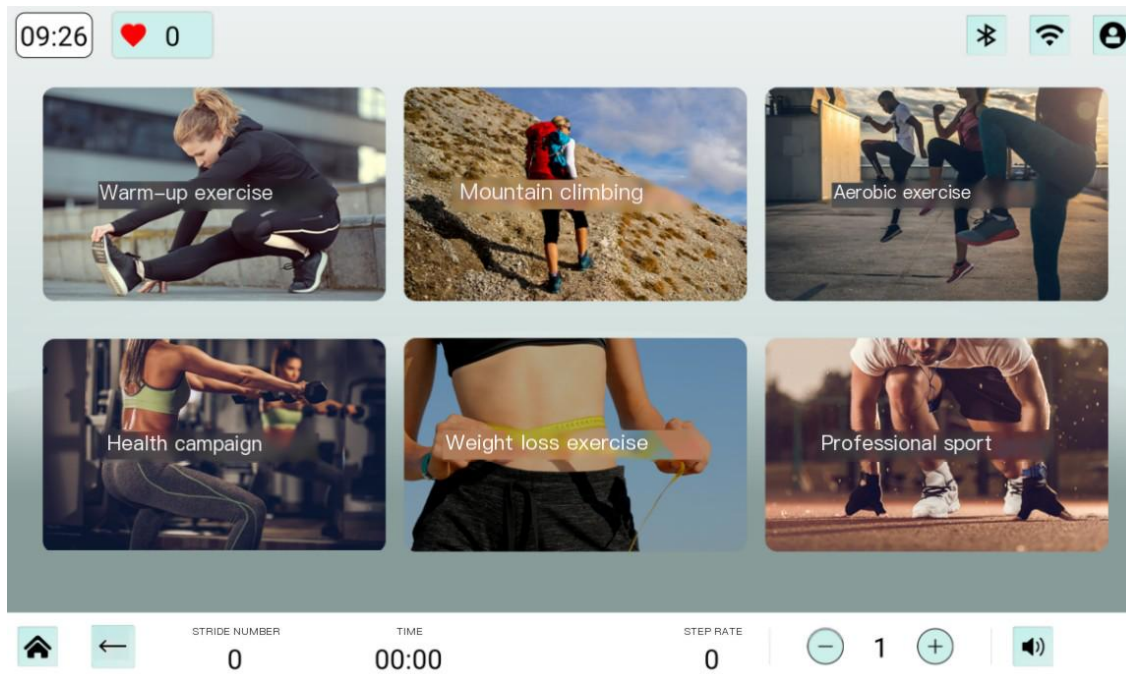 09:26
0
Warm-up exercise
Mountain climbing
Aerobic exercise
Health campaign
Weight loss exercise
Professional sport
STRIDE NUMBER
0
TIME
00:00
STEP RATE
0
1